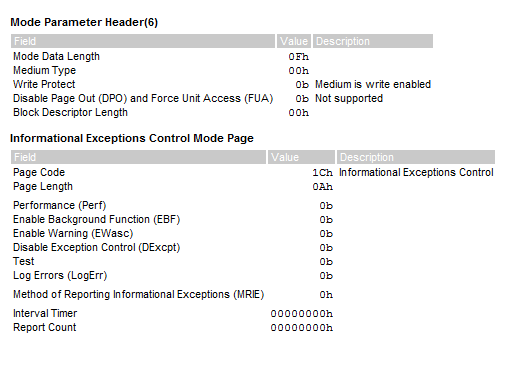 Mode Parameter Header(6)
Field Value Description
Mode Data Length 0Fh
Medium Type 00h
Write Protect 0b Medium is write enabled
Disable Page Out (DPO) and Force Unit Access (FUA) 0b Not supported
Block Descriptor Length 00h
Informational Exceptions Control Mode Page
Field Value Description
Page Code 1Ch Informational Exceptions Control
Page Length 0Ah
Performance (Perf) 0b
Enable Background Function (EBF) 0b
Enable Warning (EWasc) 0b
Disable Exception Control (DExcpt) 0b
Test 0b
Log Errors (LogErr) 0b
Method of Reporting Informational Exceptions (MRIE) 0h
Interval Timer 00000000h
Report Count 00000000h